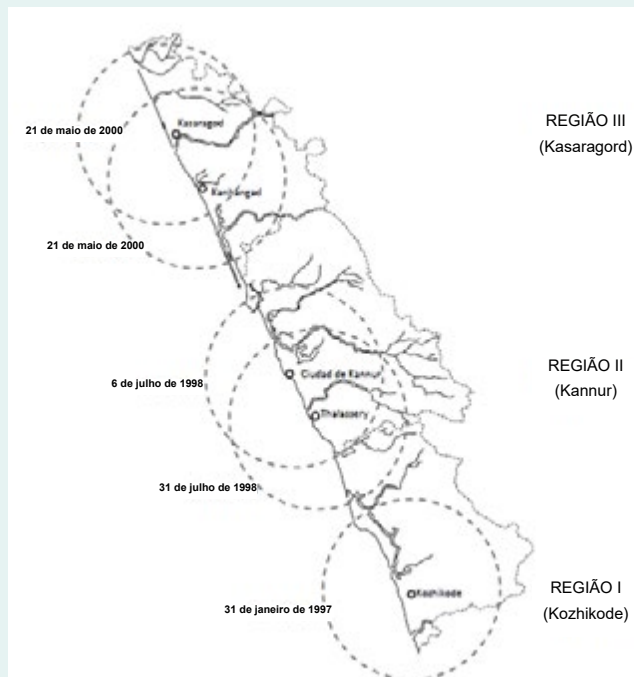 REGIÃO III
(Kasaragord)
21 de maio de 2000
Kasaragod
Kanhangad
21 de maio de 2000
REGIÃO II
(Kannur)
6 de julho de 1998
Ciudad de Kannur
Thalassery
31 de julho de 1998
REGIÃO I
(Kozhikode)
31 de janeiro de 1997
Kozhikode